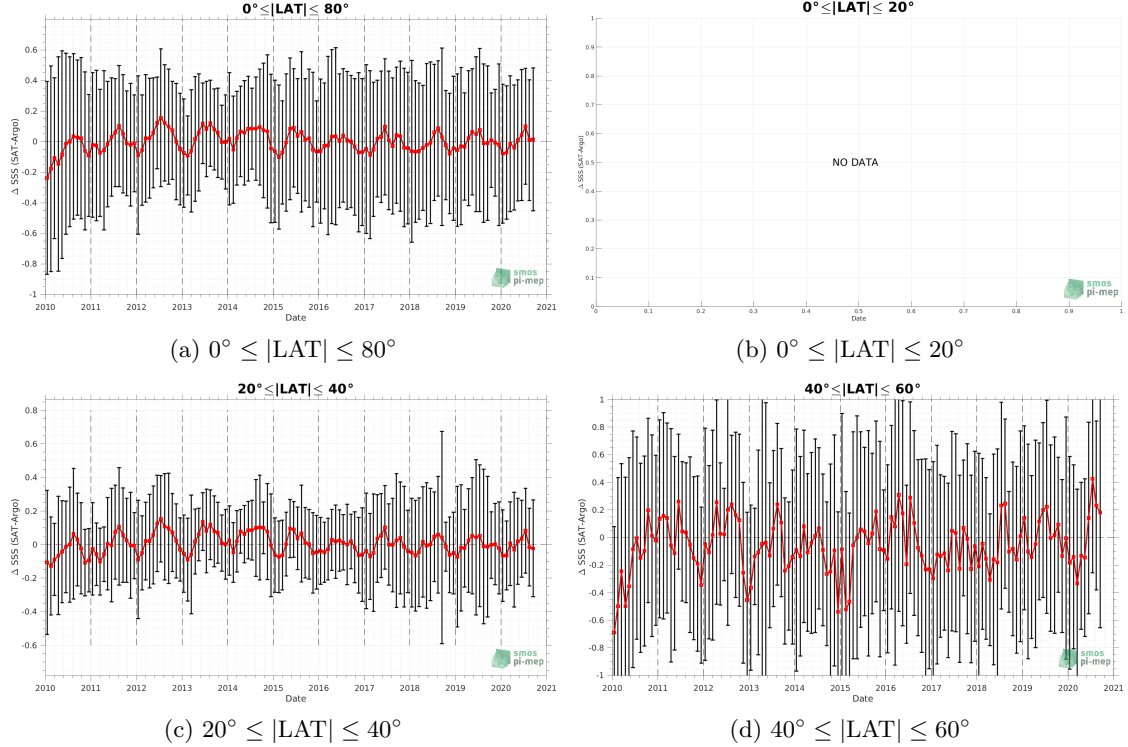 0°≤|LAT|≤ 80°
Δ SSS (SAT-Argo)
0.6
0.4
0.2
0
-0.2
-0.4
-0.6
-0.8
-1
2010 2011 2012 2013 2014 2015 2016 2017 2018 2019 2020 2021
Date
smos
pi-mep
(a) 0° ≤ |LAT| ≤ 80°
0°≤|LAT|≤ 20°
Δ SSS (SAT-Argo)
1
0.9
0.8
0.7
0.6
0.5
0.4
0.3
0.2
0.1
0
NO DATA
0 0.1 0.2 0.3 0.4 0.5 0.6 0.7 0.8 0.9 1
Date
smos
pi-mep
(b) 0° ≤ |LAT| ≤ 20°
20°≤|LAT|≤ 40°
Δ SSS (SAT-Argo)
0.8
0.6
0.4
0.2
0
-0.2
-0.4
-0.6
2010 2011 2012 2013 2014 2015 2016 2017 2018 2019 2020 2021
Date
smos
pi-mep
(c) 20° ≤ |LAT| ≤ 40°
40°≤|LAT|≤ 60°
Δ SSS (SAT-Argo)
1
0.8
0.6
0.4
0.2
0
-0.2
-0.4
-0.6
-0.8
-1
2010 2011 2012 2013 2014 2015 2016 2017 2018 2019 2020 2021
Date
smos
pi-mep
(d) 40° ≤ |LAT| ≤ 60°